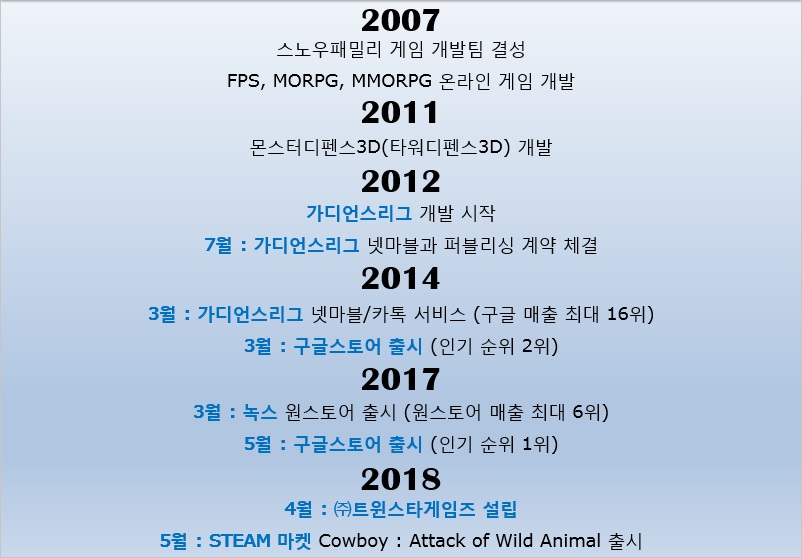 2007
스노우패밀리 게임 개발팀 결성
FPS, MORPG, MMORPG 온라인 게임 개발
2011
몬스터디펜스3D(타워디펜스3D) 개발
2012
가디언스리그 개발 시작
7월 : 가디언스리그 넷마블과 퍼블리싱 계약 체결
2014
3월 : 가디언스리그 넷마블/카톡 서비스 (구글 매출 최대 16위)
3월 : 구글스토어 출시 (인기 순위 2위)
2017
3월 : 녹스 원스토어 출시 (원스토어 매출 최대 6위)
5월 : 구글스토어 출시 (인기 순위 1위)
2018
4월 : ㈜트윈스타게임즈 설립
5월 : STEAM 마켓 Cowboy : Attack of Wild Animal 출시